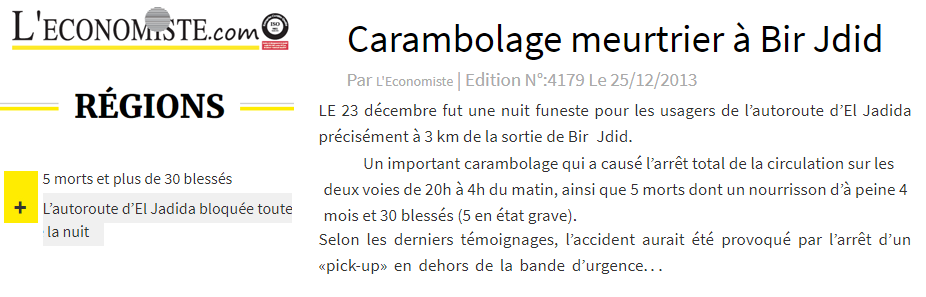 L'ECONOMISTE.com
ISO
RÉGIONS
+
5 morts et plus de 30 blessés
L'autoroute d'El Jadida bloquée toute
la nuit
Carambolage meurtrier à Bir Jdid
Par L'Economiste | Edition N°:4179 Le 25/12/2013
LE 23 décembre fut une nuit funeste pour les usagers de l'autoroute d'El Jadida
précisément à 3 km de la sortie de Bir Jdid.
Un important carambolage qui a causé l'arrêt total de la circulation sur les
deux voies de 20h à 4h du matin, ainsi que 5 morts dont un nourrisson d'à peine 4
mois et 30 blessés (5 en état grave).
Selon les derniers témoignages, l'accident aurait été provoqué par l'arrêt d'un
«pick-up» en dehors de la bande d'urgence...